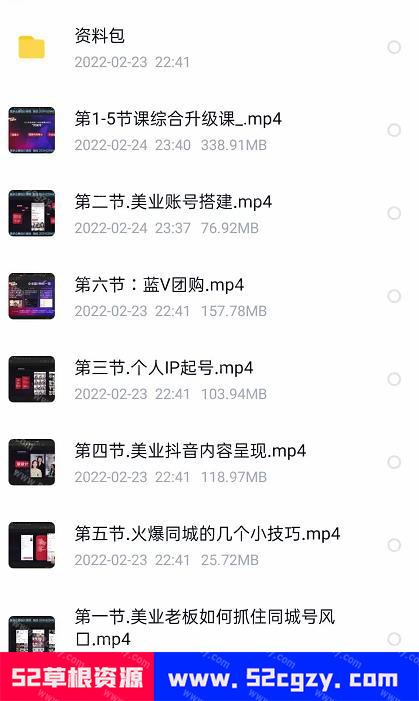 资料包
2022-02-23 22:41
第1-5节课综合升级课_.mp4
2022-02-24 23:40 338.91MB
第二节.美业账号搭建.mp4
2022-02-24 23:37 76.92MB
第六节：蓝V团购.mp4
2022-02-23 22:41 157.78MB
第三节.个人IP起号.mp4
2022-02-23 22:41 103.94MB
第四节.美业抖音内容呈现.mp4
2022-02-23 22:41 118.97MB
第五节.火爆同城的几个小技巧.mp4
2022-02-23 22:41 25.72MB
第一节.美业老板如何抓住同城号风
口.mp4
52草根资源 www.52cgzy.com